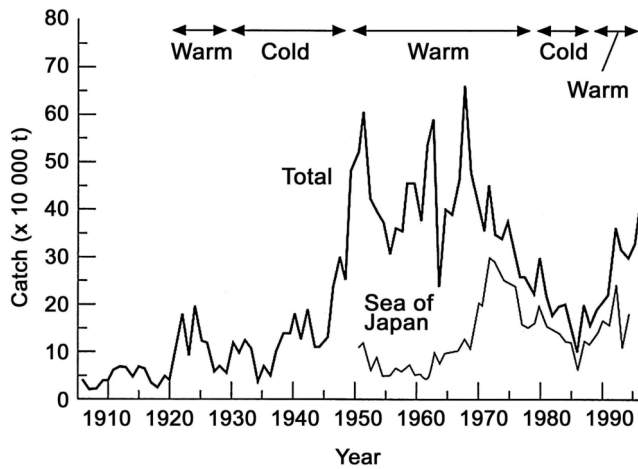 80
70
60
50
40
30
20
10
0
Catch (x 10 000 t)
Warm
Cold
Warm
Cold
Warm
Total
Sea of
Japan
1910 1920 1930 1940 1950 1960 1970 1980 1990
Year